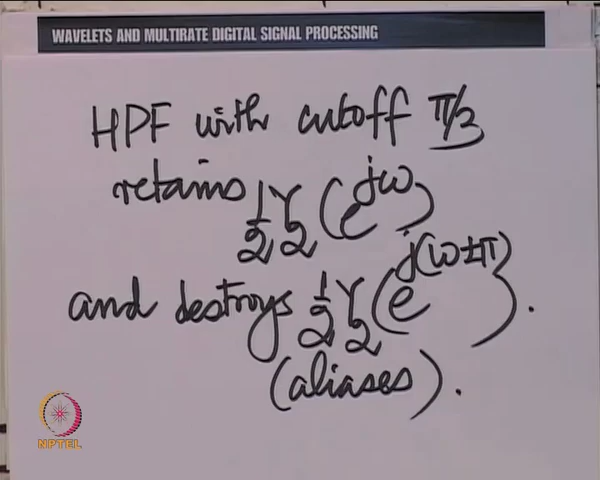 WAVELETS AND MULTIRATE DIGITAL SIGNAL PROCESSING
HPF with cutoff π/2
retains 1/2 Y₂(e^{jω})
and destroys 1/2 Y₂(e^{j(ω±π)}).
(aliases).
NPTEL